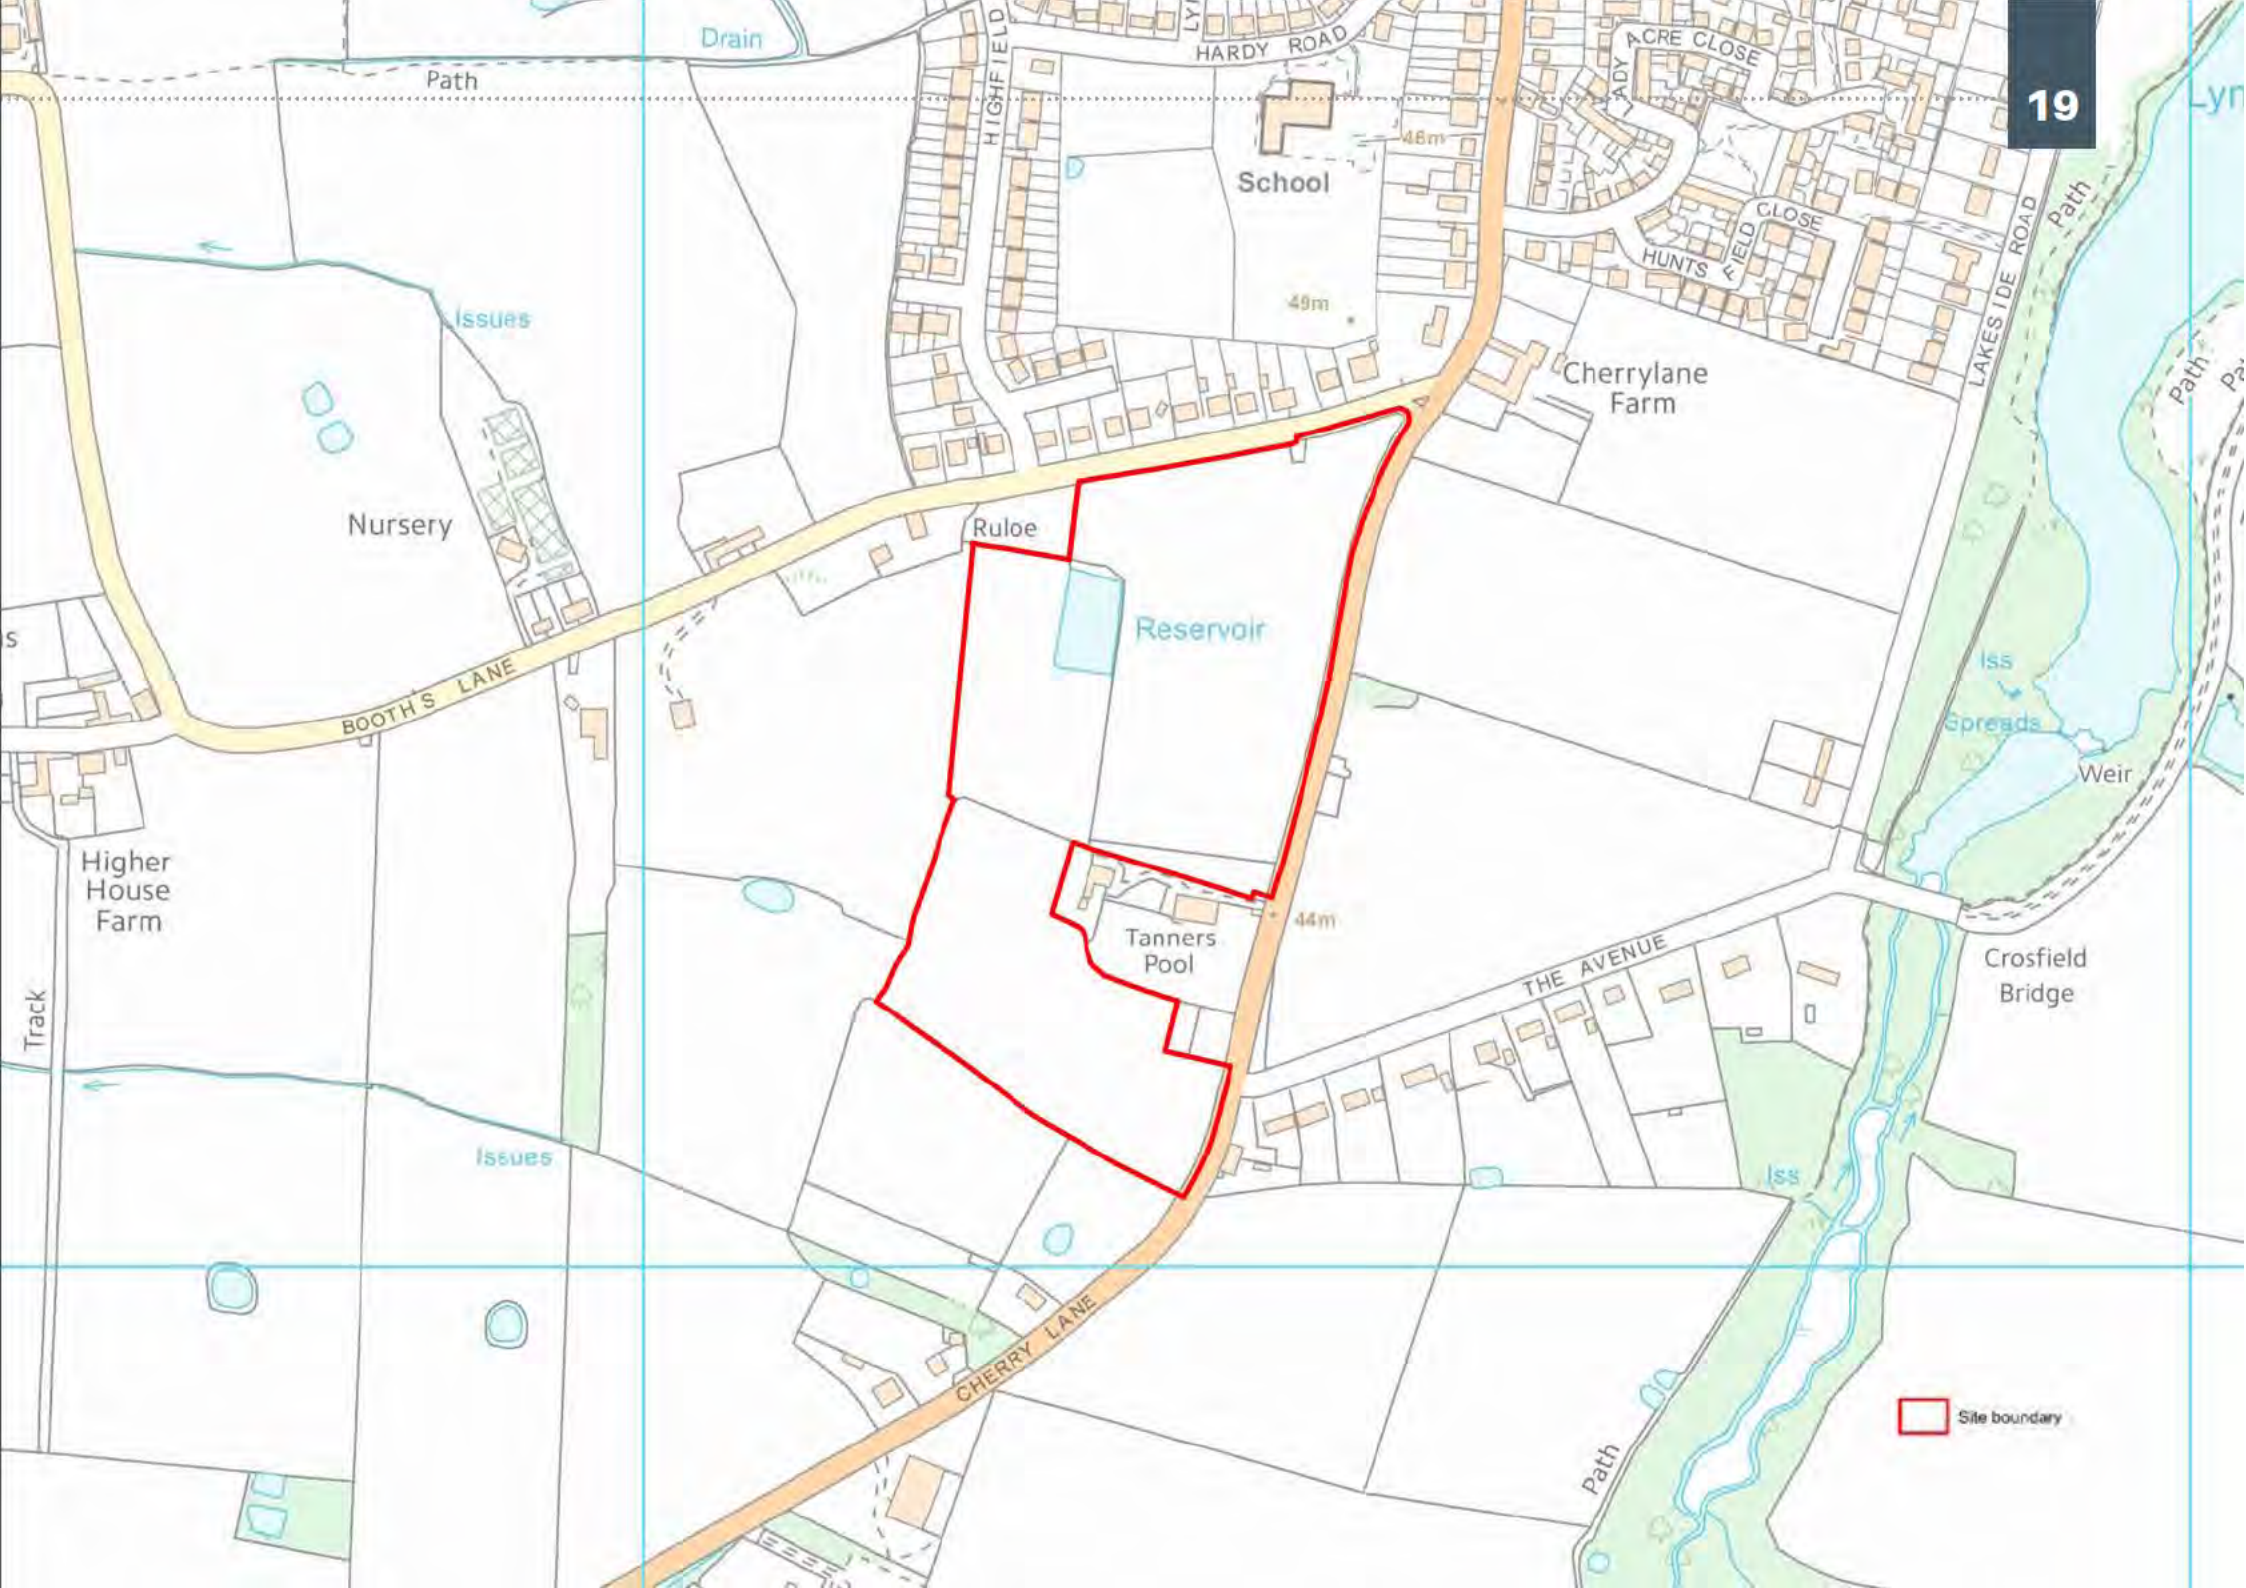 Drain
HIGHFIELD
HARDY ROAD
LADY ACRE CLOSE
19
Path
46m
School
Path
CLOSE
HUNTS FIELD
LAKESIDE ROAD
Issues
49m
Cherrylane
Farm
Path
Nursery
Ruloe
Reservoir
Iss
Spreads
BOOTH'S LANE
Weir
Higher
House
Farm
44m
Tanners
Pool
THE AVENUE
Crosfield
Bridge
Track
Issues
Iss
CHERRY LANE
Site boundary
Path